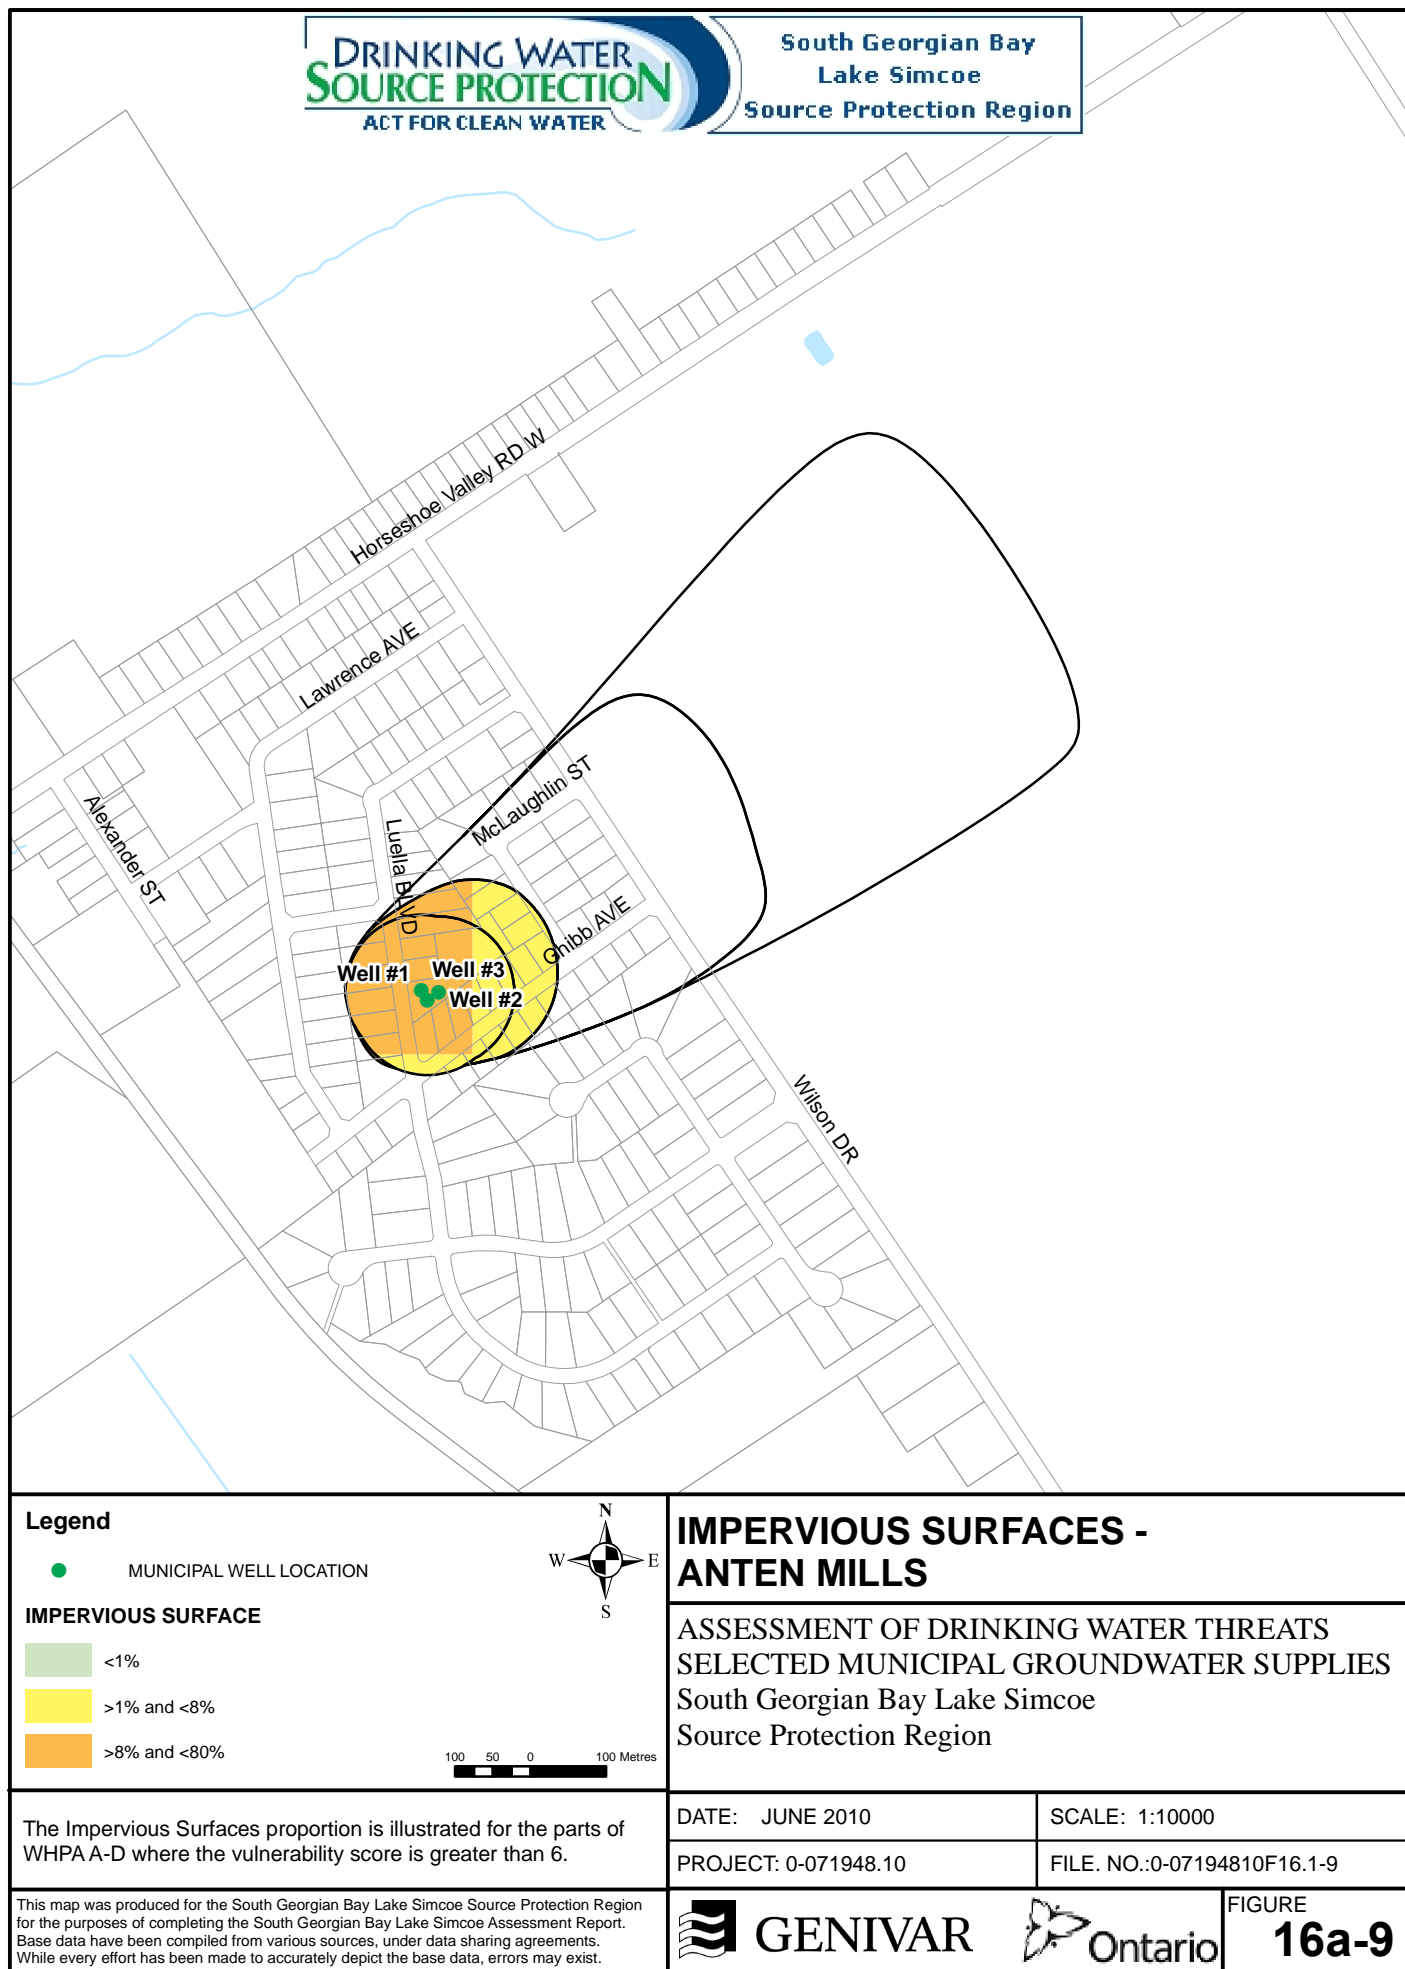 DRINKING WATER
SOURCE PROTECTION
ACT FOR CLEAN WATER
South Georgian Bay
Lake Simcoe
Source Protection Region
Horseshoe Valley RD W
Lawrence AVE
Alexander ST
McLaughlin ST
Luella BLVD
Ghibb AVE
Well #1
Well #3
Well #2
Wilson DR
Legend
MUNICIPAL WELL LOCATION
IMPERVIOUS SURFACE
<1%
>1% and <8%
>8% and <80%
N
W
E
S
100 50 0 100 Metres
The Impervious Surfaces proportion is illustrated for the parts of
WHPA A-D where the vulnerability score is greater than 6.
This map was produced for the South Georgian Bay Lake Simcoe Source Protection Region
for the purposes of completing the South Georgian Bay Lake Simcoe Assessment Report.
Base data have been compiled from various sources, under data sharing agreements.
While every effort has been made to accurately depict the base data, errors may exist.
IMPERVIOUS SURFACES -
ANTEN MILLS
ASSESSMENT OF DRINKING WATER THREATS
SELECTED MUNICIPAL GROUNDWATER SUPPLIES
South Georgian Bay Lake Simcoe
Source Protection Region
DATE: JUNE 2010
SCALE: 1:10000
PROJECT: 0-071948.10
FILE. NO.:0-07194810F16.1-9
GENIVAR
Ontario
FIGURE
16a-9